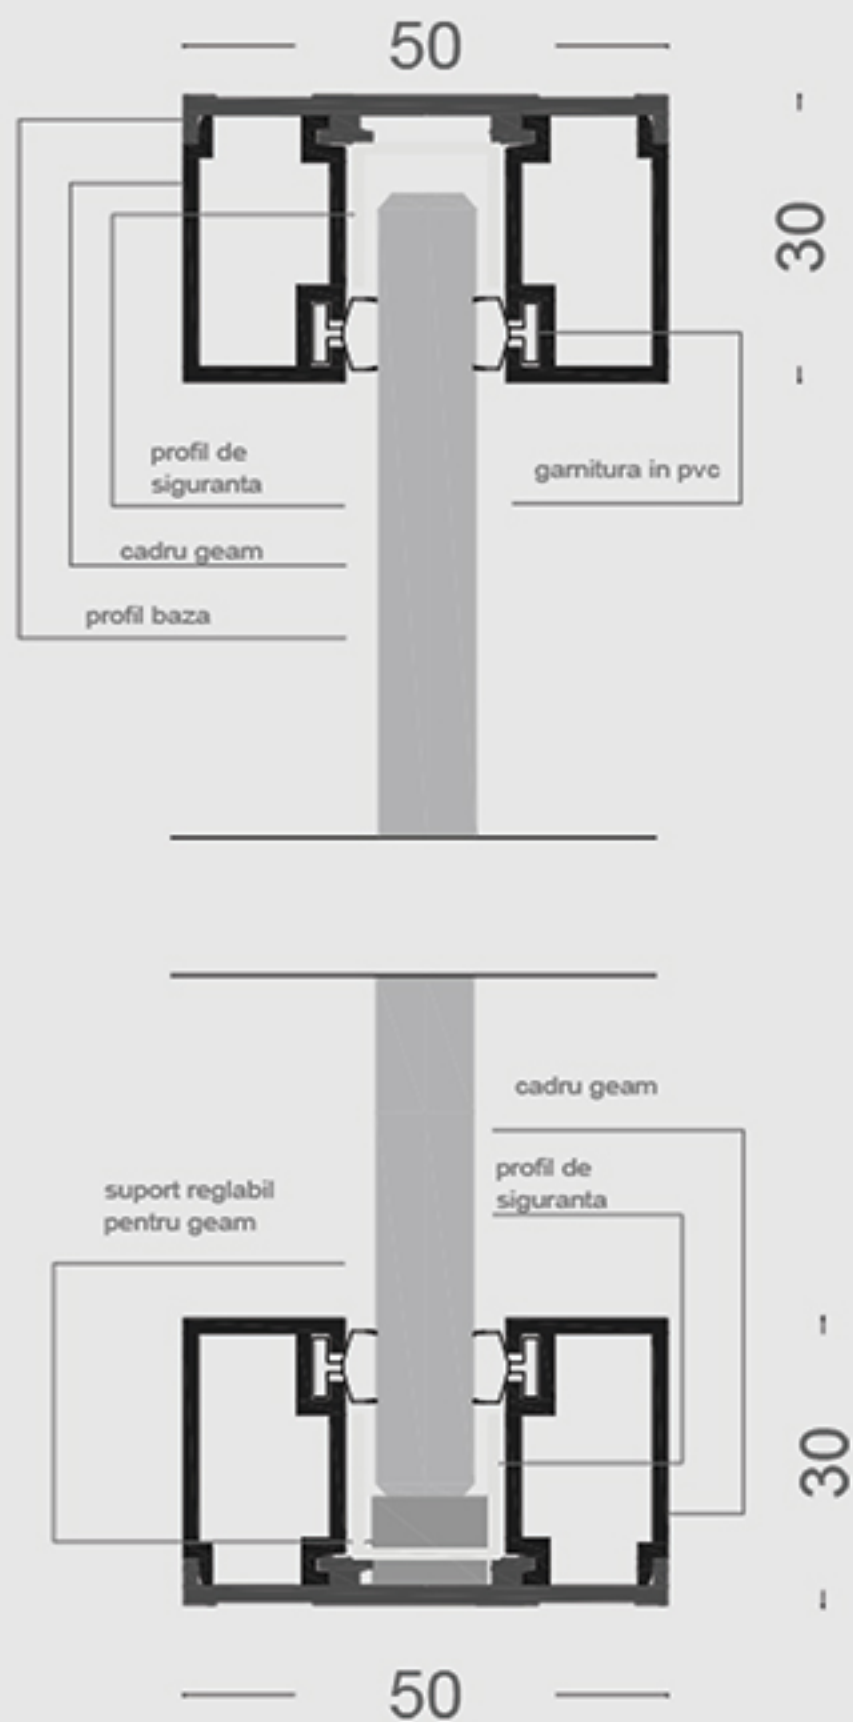 50
30
profil de
siguranta
garnitura in pvc
cadru geam
profil baza
cadru geam
profil de
siguranta
suport reglabil
pentru geam
30
50